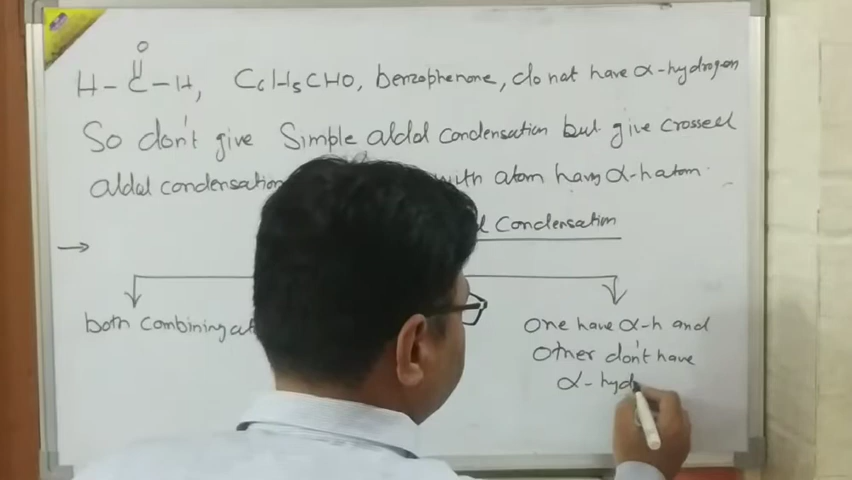 O
H - C - H, C6H5CHO, benzophenone, do not have α-hydrogen
So don't give Simple aldol condensation but give crossed
aldol condensation with atom having α-h atom.
→ Condensation
both combining
One have α-h and
Other don't have
α-hyd